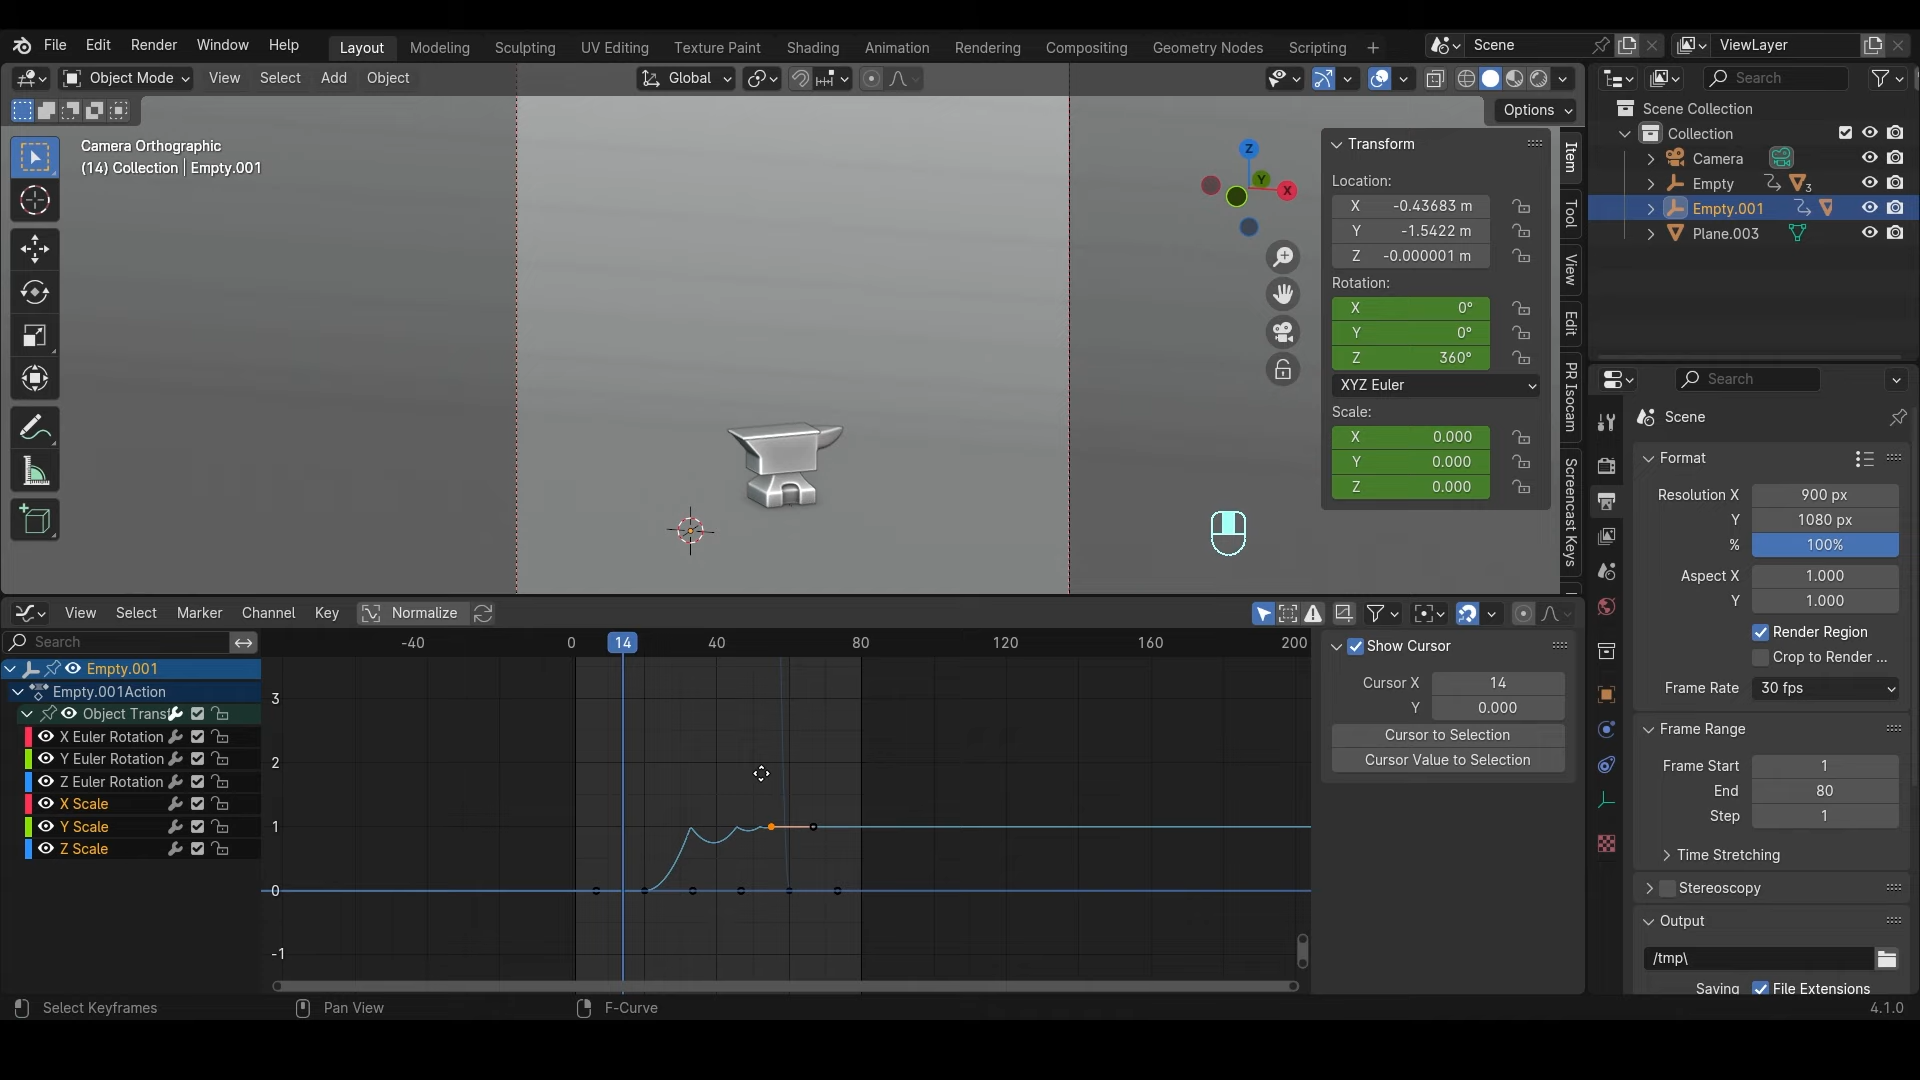 File Edit Render Window Help Layout Modeling Sculpting UV Editing Texture Paint Shading Animation Rendering Compositing Geometry Nodes Scripting + Scene ViewLayer
Object Mode View Select Add Object Global Search
Options
Camera Orthographic
(14) Collection | Empty.001
Z
Y
X
Transform
Location:
X -0.43683 m
Y -1.5422 m
Z -0.000001 m
Rotation:
X 0°
Y 0°
Z 360°
XYZ Euler
Scale:
X 0.000
Y 0.000
Z 0.000
Item
Tool
View
Edit
PR Isocam
Screencast Keys
Scene Collection
Collection
Camera
Empty 3
Empty.001
Plane.003
Search
Scene
Format
Resolution X 900 px
Y 1080 px
% 100%
Aspect X 1.000
Y 1.000
Render Region
Crop to Render ...
Frame Rate 30 fps
Frame Range
Frame Start 1
End 80
Step 1
Time Stretching
Stereoscopy
Output
/tmp\
Saving File Extensions
View Select Marker Channel Key Normalize
Search
-40 0 14 40 80 120 160 200
Empty.001
Empty.001Action
Object Transf
X Euler Rotation
Y Euler Rotation
Z Euler Rotation
X Scale
Y Scale
Z Scale
3
2
1
0
-1
Show Cursor
Cursor X 14
Y 0.000
Cursor to Selection
Cursor Value to Selection
Select Keyframes Pan View F-Curve 4.1.0